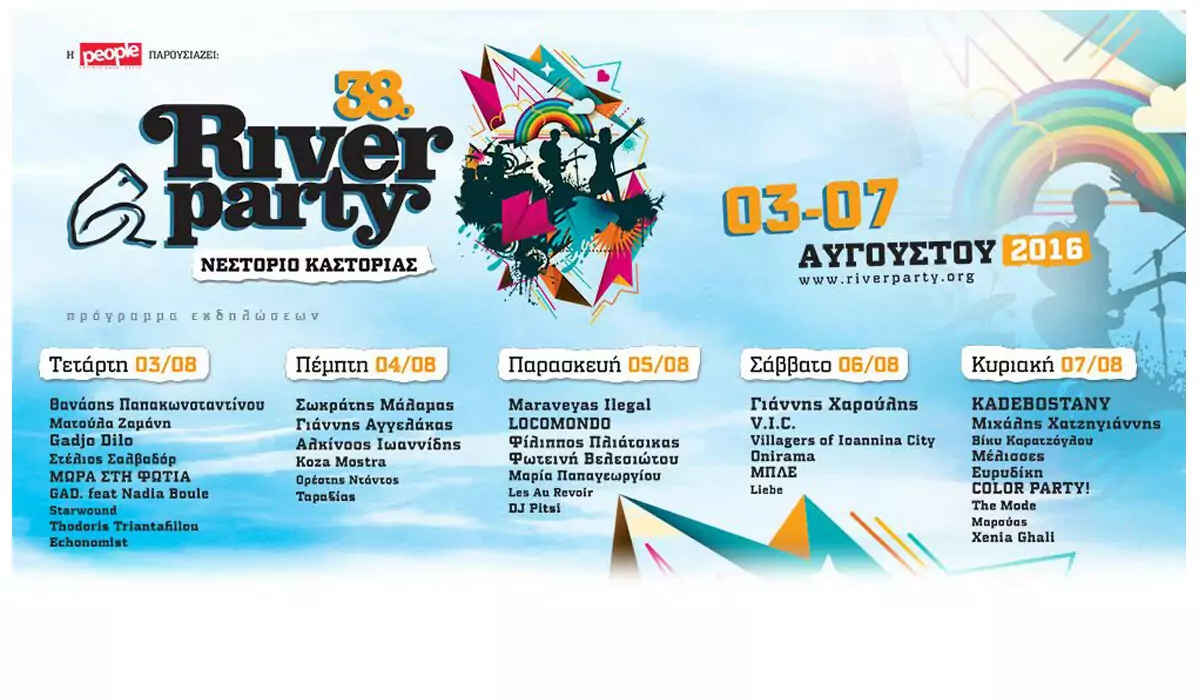 Η people ΠΑΡΟΥΣΙΑΖΕΙ:
38ο
River
party
ΝΕΣΤΟΡΙΟ ΚΑΣΤΟΡΙΑΣ
03-07
ΑΥΓΟΥΣΤΟΥ 2016
www.riverparty.org
πρόγραμμα εκδηλώσεων
Τετάρτη 03/08
Θανάσης Παπακωνσταντίνου
Ματούλα Ζαμάνη
Gadjo Dilo
Στέλιος Σαλβαδόρ
ΜΩΡΑ ΣΤΗ ΦΩΤΙΑ
GAD. feat Nadia Boule
Starwound
Thodoris Triantafillou
Echonomist
Πέμπτη 04/08
Σωκράτης Μάλαμας
Γιάννης Αγγελάκας
Αλκίνοος Ιωαννίδης
Koza Mostra
Ορέστης Ντάντος
Ταραξίας
Παρασκευή 05/08
Maraveyas Ilegal
LOCOMONDO
Φίλιππος Πλιάτσικας
Φωτεινή Βελεσιώτου
Μαρία Παπαγεωργίου
Les Au Revoir
DJ Pitsi
Σάββατο 06/08
Γιάννης Χαρούλης
V.I.C.
Villagers of Ioannina City
Onirama
ΜΠΛΕ
Liebe
Κυριακή 07/08
KADEBOSTANY
Μιχάλης Χατζηγιάννης
Βίκυ Καρατζόγλου
Μέλισσες
Ευρυδίκη
COLOR PARTY!
The Mode
Μαρσύας
Xenia Ghali